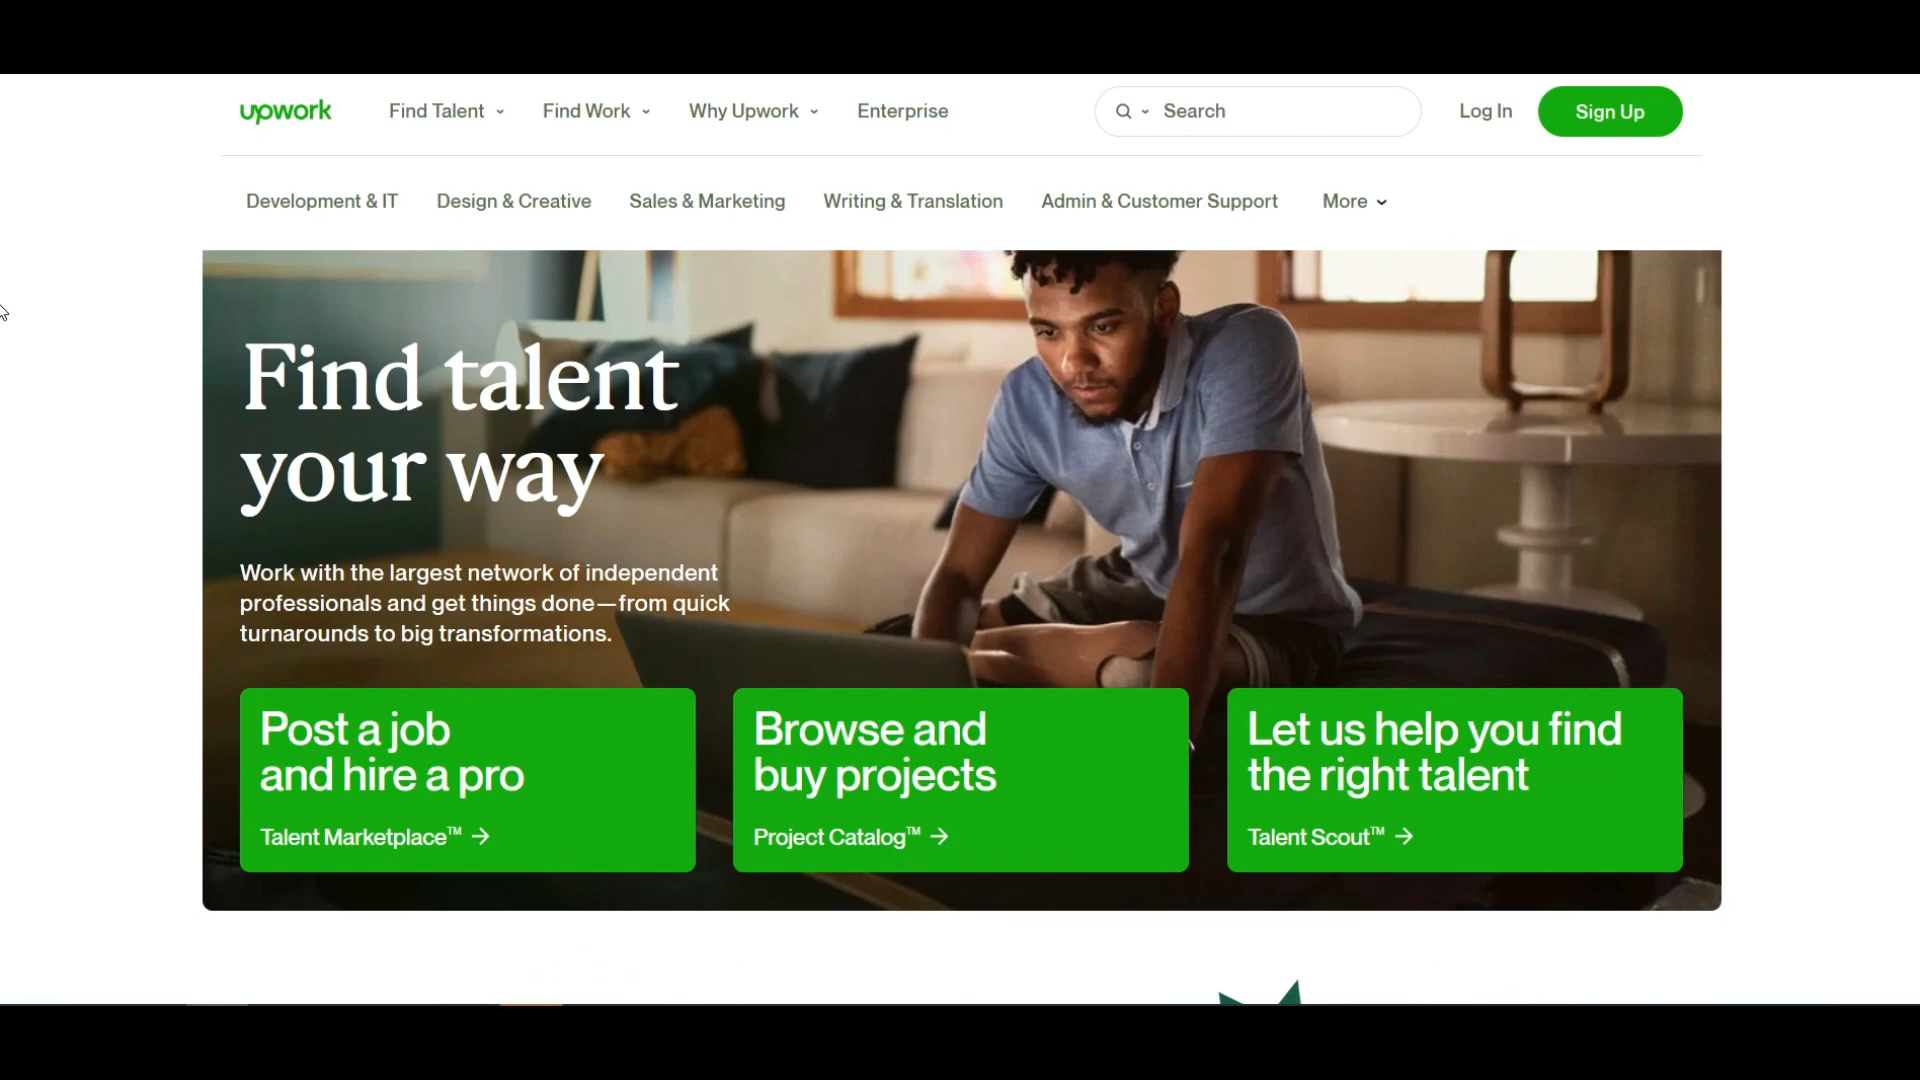 upwork
Find Talent
Find Work
Why Upwork
Enterprise
Search
Log In
Sign Up
Development & IT
Design & Creative
Sales & Marketing
Writing & Translation
Admin & Customer Support
More
Find talent
your way
Work with the largest network of independent
professionals and get things done—from quick
turnarounds to big transformations.
Post a job
and hire a pro
Talent Marketplace™ →
Browse and
buy projects
Project Catalog™ →
Let us help you find
the right talent
Talent Scout™ →